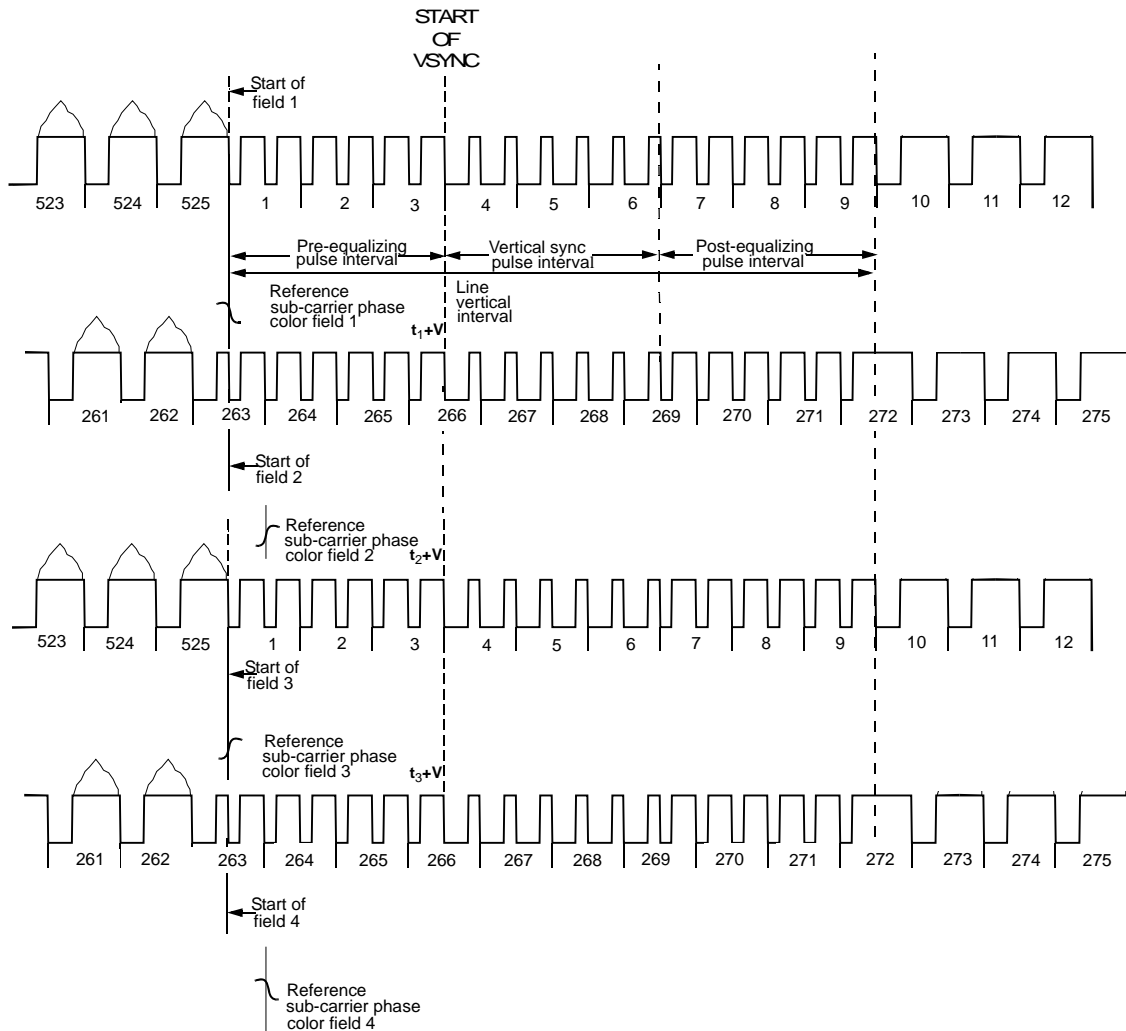 START
OF
VSYNC
Start of
field 1
523 524 525 1 2 3 4 5 6 7 8 9 10 11 12
Pre-equalizing
pulse interval
Vertical sync
pulse interval
Post-equalizing
pulse interval
Reference
sub-carrier phase
color field 1
Line
vertical
interval
t1+V
261 262 263 264 265 266 267 268 269 270 271 272 273 274 275
Start of
field 2
Reference
sub-carrier phase
color field 2
t2+V
523 524 525 1 2 3 4 5 6 7 8 9 10 11 12
Start of
field 3
Reference
sub-carrier phase
color field 3
t3+V
261 262 263 264 265 266 267 268 269 270 271 272 273 274 275
Start of
field 4
Reference
sub-carrier phase
color field 4